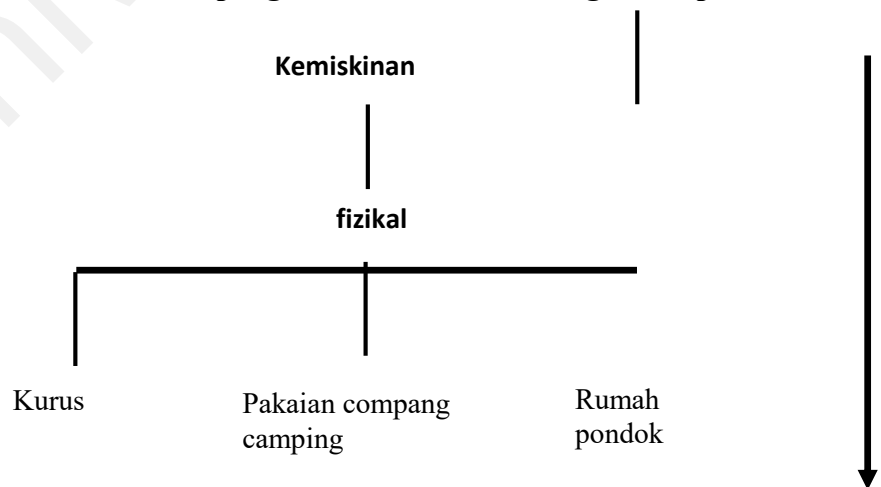 Kemiskinan
fizikal
Kurus
Pakaian compang
camping
Rumah
pondok